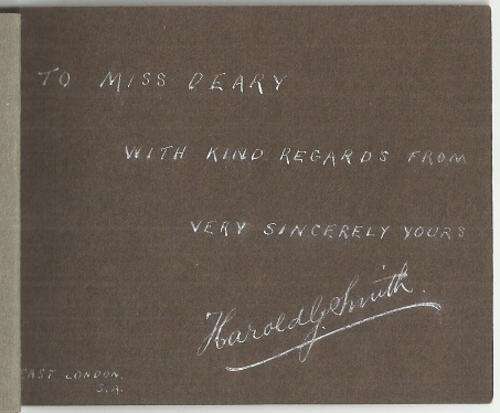 TO MISS DEARY
WITH KIND REGARDS FROM
VERY SINCERELY YOURS
Harold G. Smith.
EAST LONDON.
S.A.